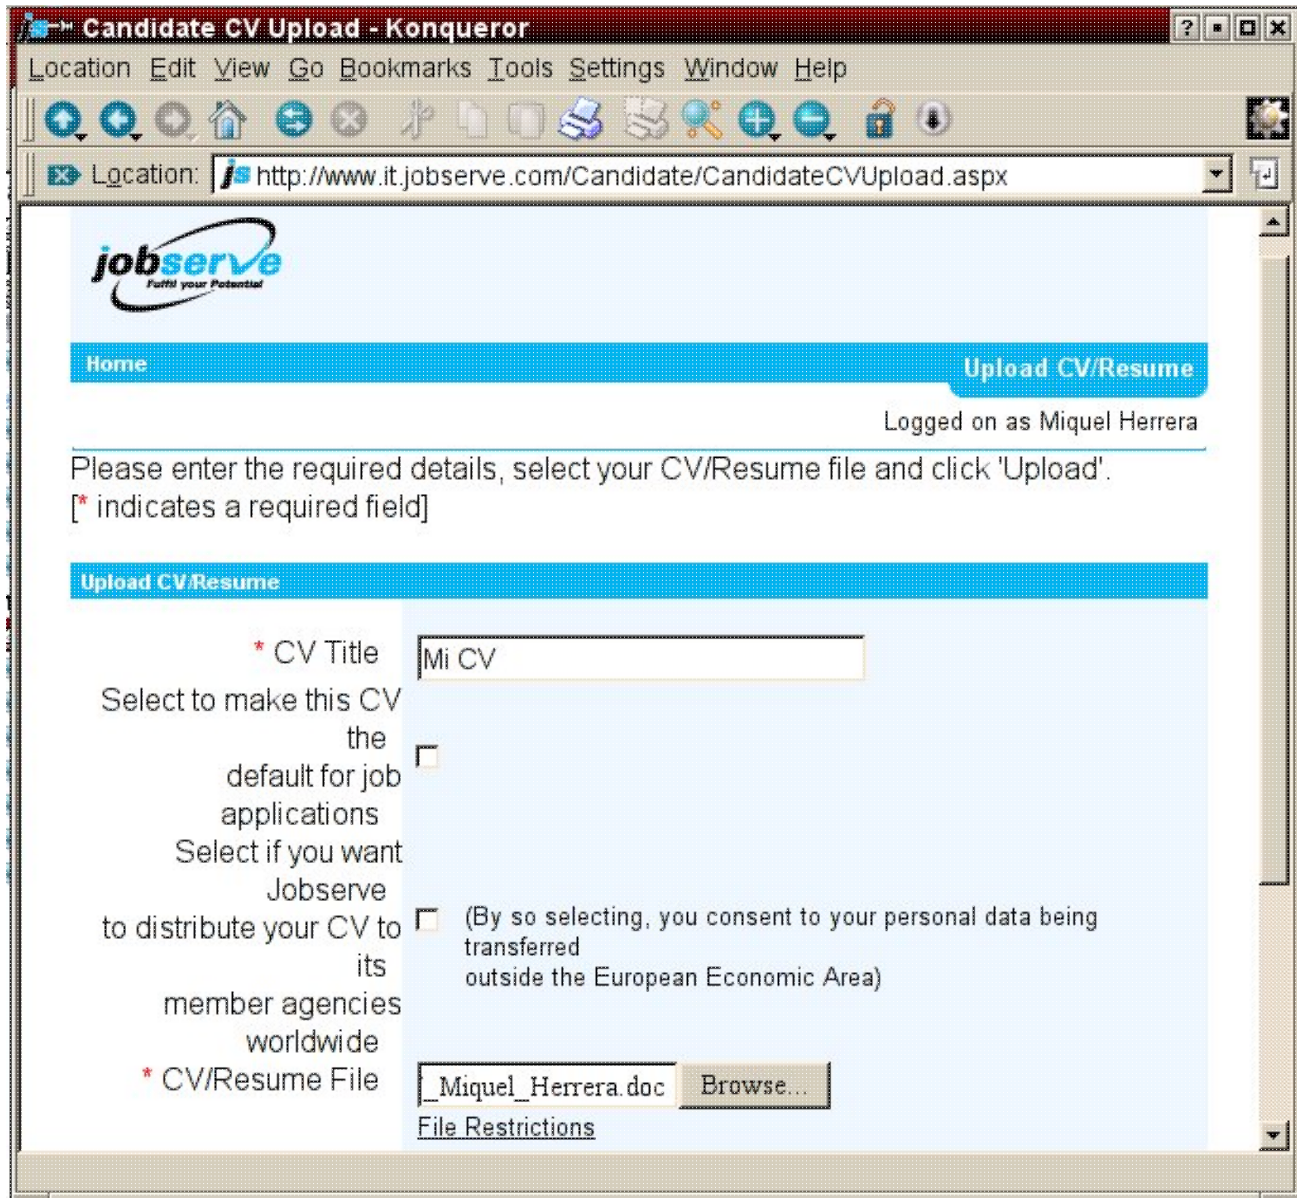 Candidate CV Upload - Konqueror
Location Edit View Go Bookmarks Tools Settings Window Help
Location: http://www.it.jobserve.com/Candidate/CandidateCVUpload.aspx
jobserve
Fulfil your Potential
Home
Upload CV/Resume
Logged on as Miquel Herrera
Please enter the required details, select your CV/Resume file and click 'Upload'.
[* indicates a required field]
Upload CV/Resume
* CV Title Mi CV
Select to make this CV
the
default for job
applications
Select if you want
Jobserve
to distribute your CV to
its
member agencies
worldwide
(By so selecting, you consent to your personal data being
transferred
outside the European Economic Area)
* CV/Resume File _Miquel_Herrera.doc Browse...
File Restrictions